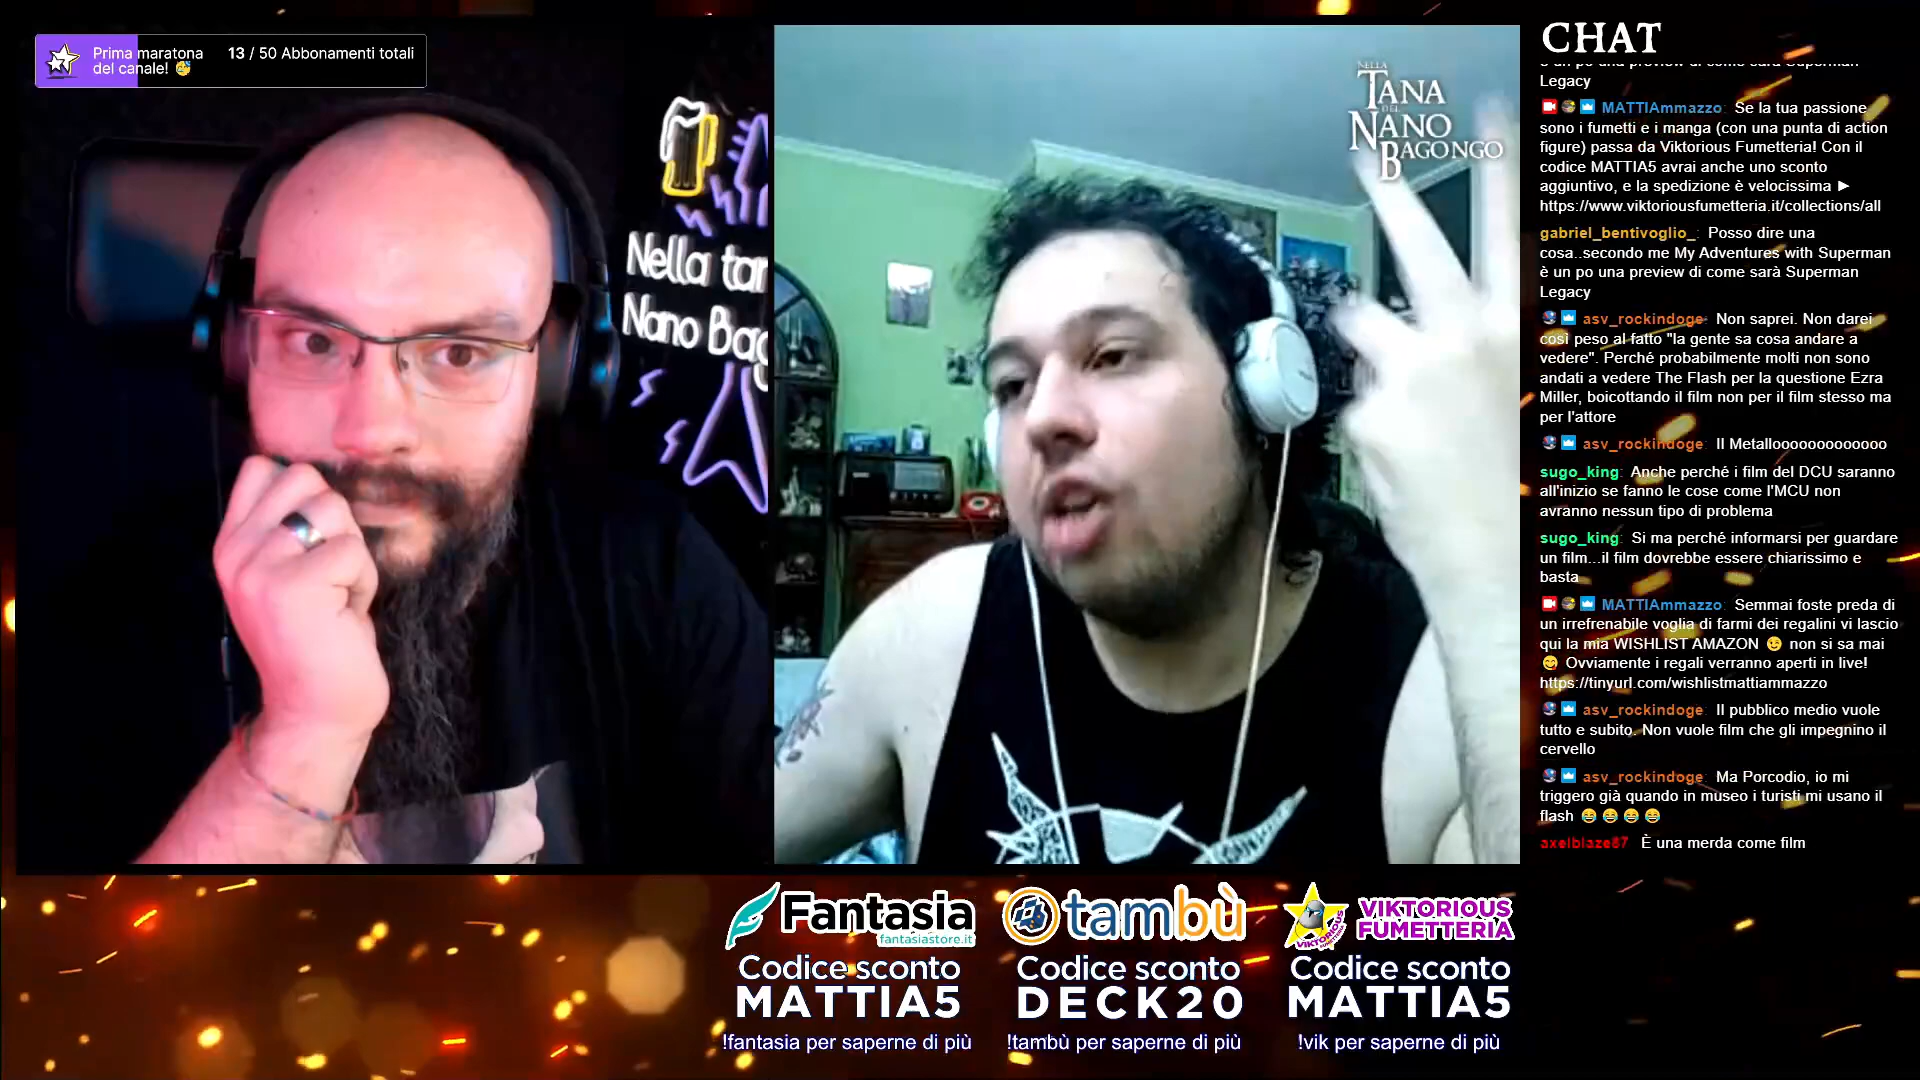 Prima maratona
del canale! 🥳
13 / 50 Abbonamenti totali
Nella tan
Nano Bag
NELLA
TANA
DEL
NANO
BAGONGO
CHAT
Legacy
MATTIAmmazzo: Se la tua passione
sono i fumetti e i manga (con una punta di action
figure) passa da Viktorious Fumetteria! Con il
codice MATTIA5 avrai anche uno sconto
aggiuntivo, e la spedizione è velocissima ►
https://www.viktoriousfumetteria.it/collections/all
gabriel_bentivoglio_: Posso dire una
cosa..secondo me My Adventures with Superman
è un po una preview di come sarà Superman
Legacy
asv_rockindoge: Non saprei. Non darei
così peso al fatto "la gente sa cosa andare a
vedere". Perché probabilmente molti non sono
andati a vedere The Flash per la questione Ezra
Miller, boicottando il film non per il film stesso ma
per l'attore
asv_rockindoge: Il Metallooooooooooooo
sugo_king: Anche perché i film del DCU saranno
all'inizio se fanno le cose come l'MCU non
avranno nessun tipo di problema
sugo_king: Si ma perché informarsi per guardare
un film...il film dovrebbe essere chiarissimo e
basta
MATTIAmmazzo: Semmai foste preda di
un irrefrenabile voglia di farmi dei regalini vi lascio
qui la mia WISHLIST AMAZON 😉 non si sa mai
😋 Ovviamente i regali verranno aperti in live!
https://tinyurl.com/wishlistmattiammazzo
asv_rockindoge: Il pubblico medio vuole
tutto e subito. Non vuole film che gli impegnino il
cervello
asv_rockindoge: Ma Porcodio, io mi
triggero già quando in museo i turisti mi usano il
flash 😂 😂 😂 😂
axelblaze87: È una merda come film
Fantasia
fantasiastore.it
Codice sconto
MATTIA5
!fantasia per saperne di più
tambù
Codice sconto
DECK20
!tambù per saperne di più
VIKTORIOUS
VIKTORIOUS
FUMETTERIA
Codice sconto
MATTIA5
!vik per saperne di più